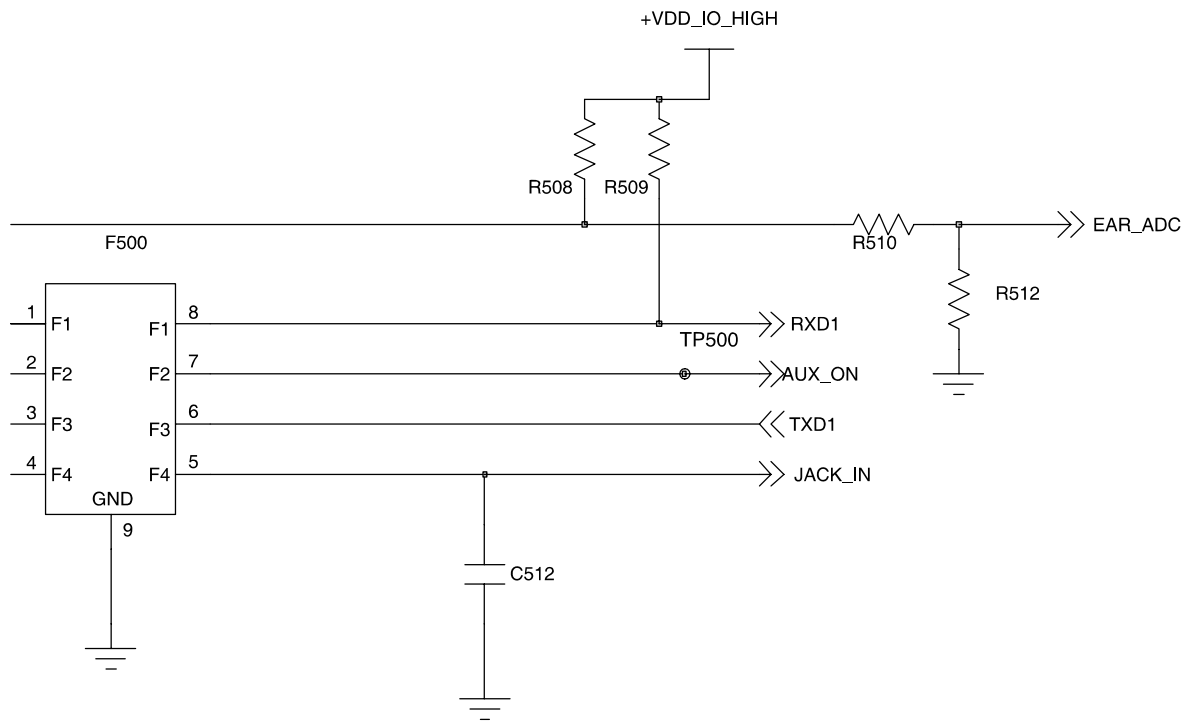 +VDD_IO_HIGH
R508
R509
F500
R510
EAR_ADC
R512
1
F1
F1
8
RXD1
TP500
2
F2
F2
7
AUX_ON
3
F3
F3
6
TXD1
4
F4
F4
5
JACK_IN
GND
9
C512